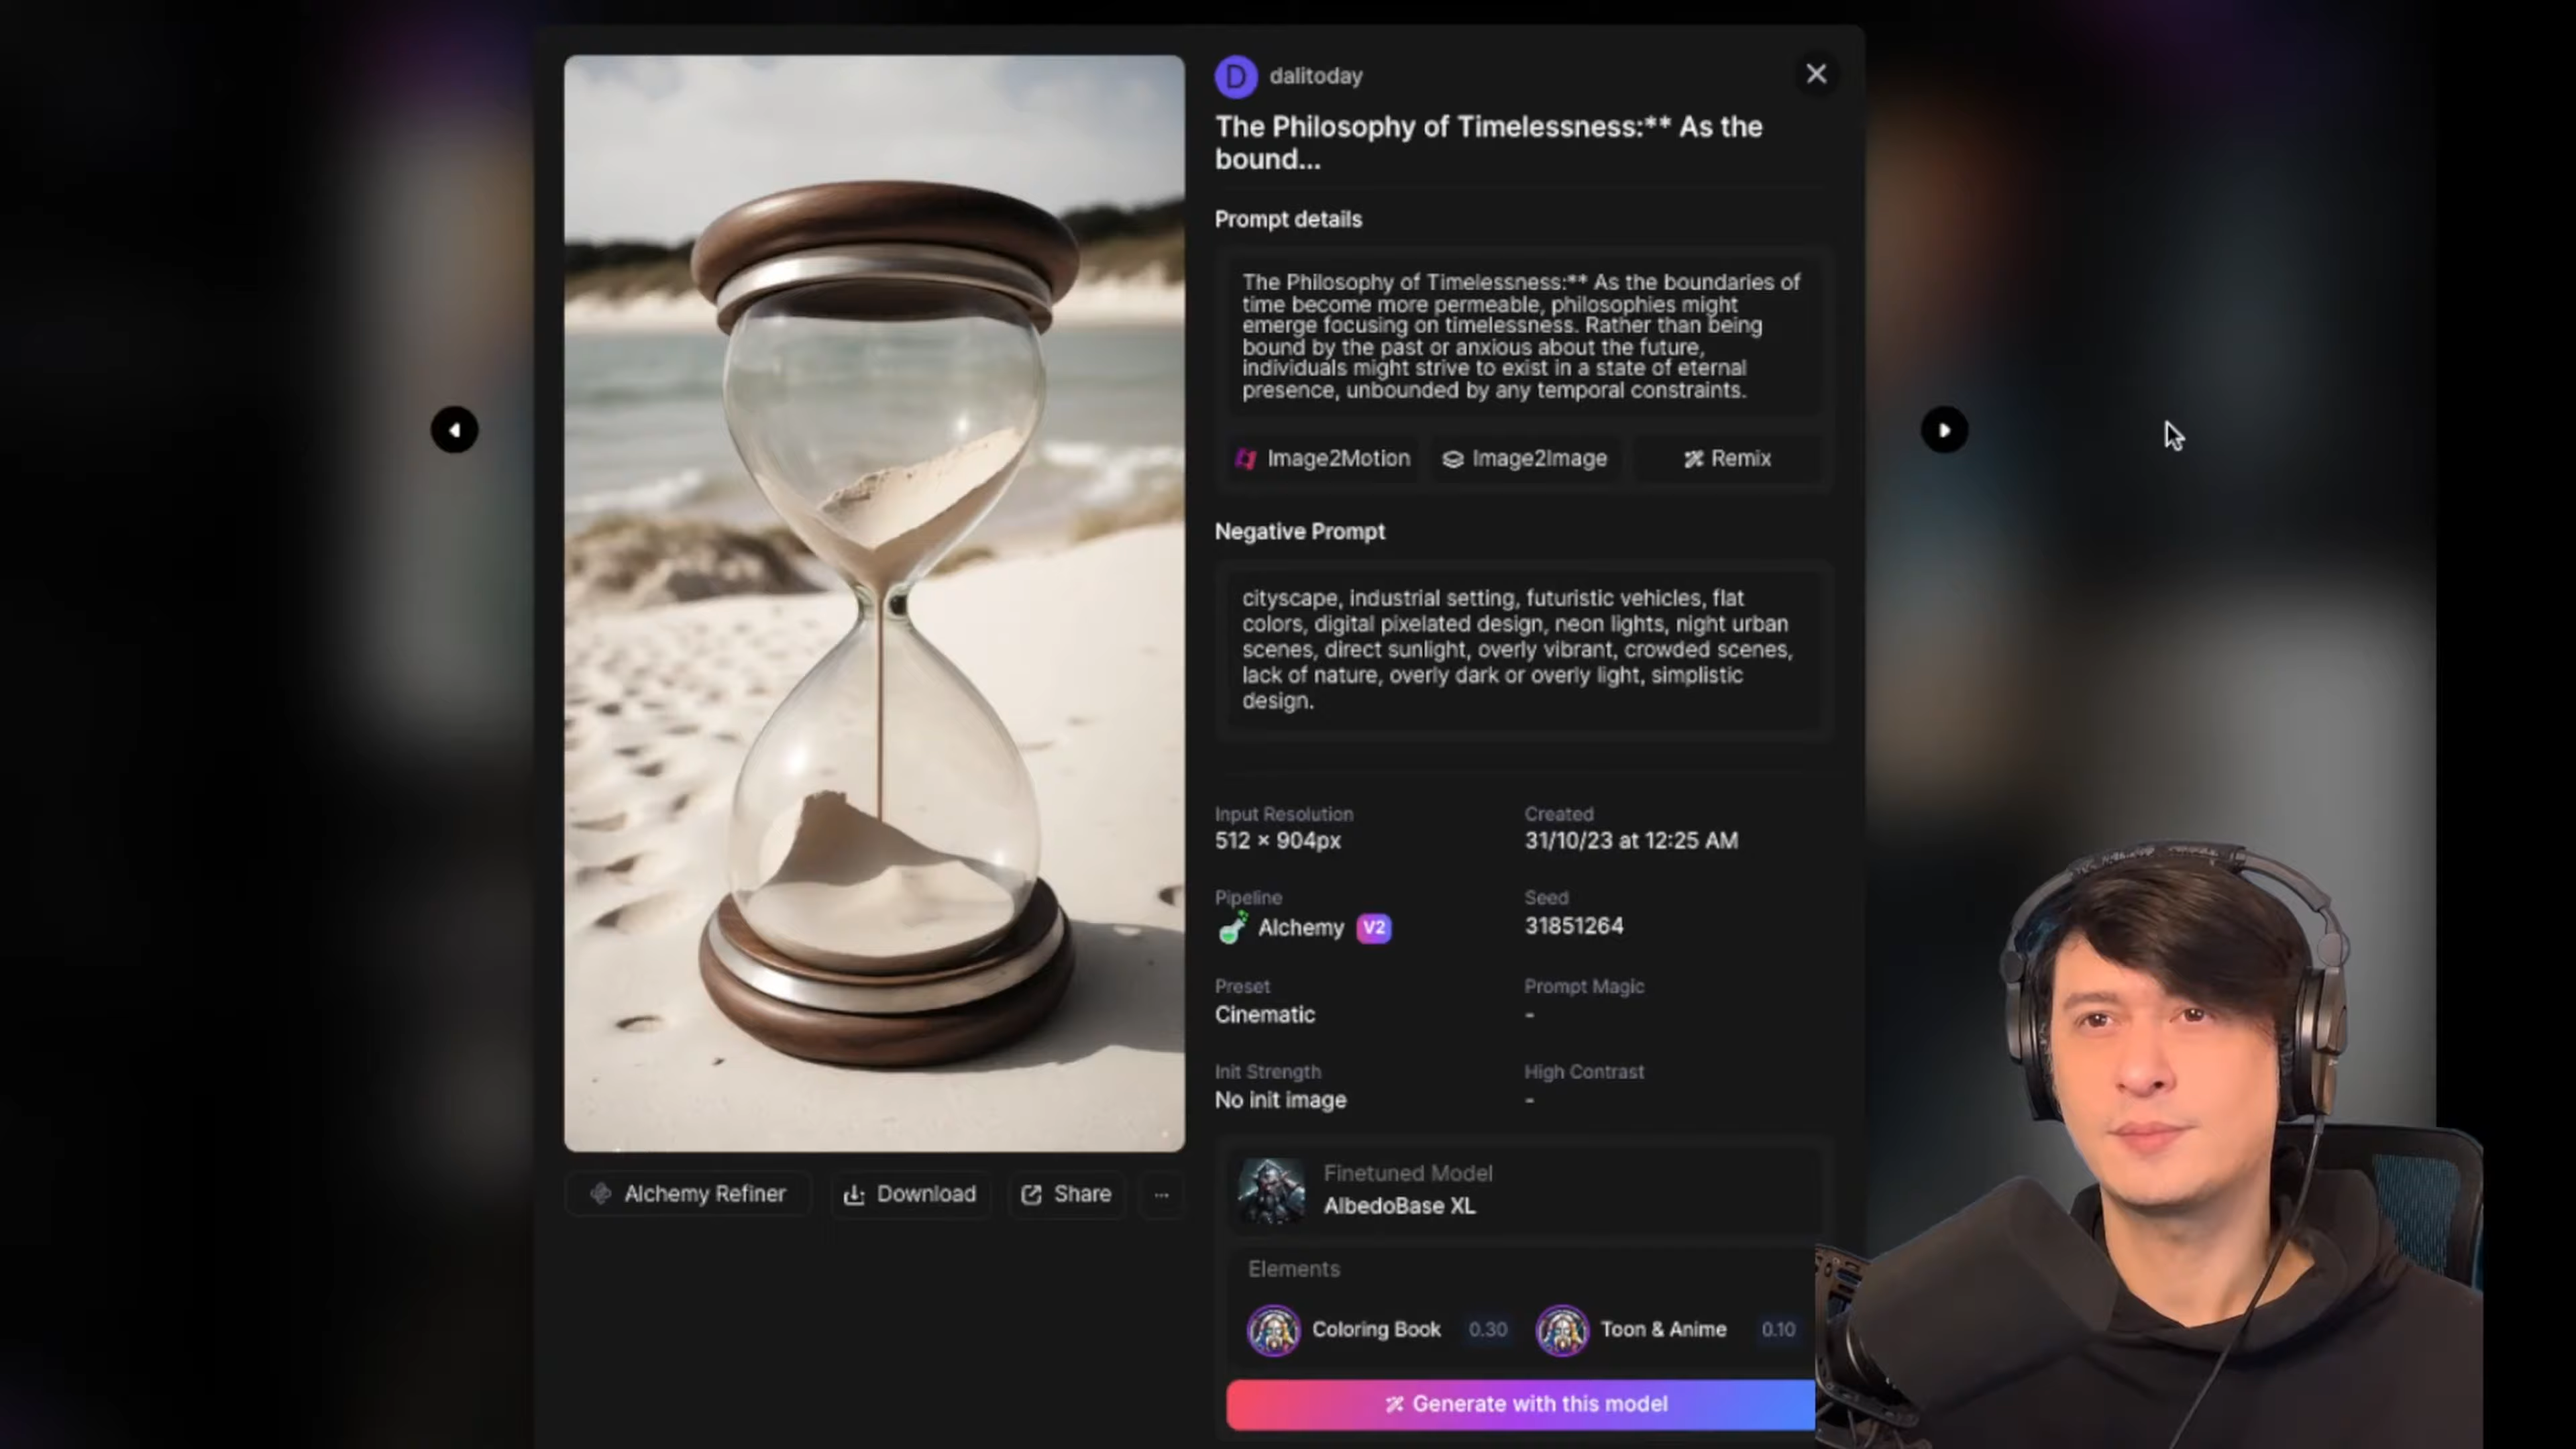 D dalitoday
The Philosophy of Timelessness:** As the
bound...
Prompt details
The Philosophy of Timelessness:** As the boundaries of
time become more permeable, philosophies might
emerge focusing on timelessness. Rather than being
bound by the past or anxious about the future,
individuals might strive to exist in a state of eternal
presence, unbounded by any temporal constraints.
Image2Motion Image2Image Remix
Negative Prompt
cityscape, industrial setting, futuristic vehicles, flat
colors, digital pixelated design, neon lights, night urban
scenes, direct sunlight, overly vibrant, crowded scenes,
lack of nature, overly dark or overly light, simplistic
design.
Input Resolution Created
512 × 904px 31/10/23 at 12:25 AM
Pipeline Seed
Alchemy V2 31851264
Preset Prompt Magic
Cinematic -
Init Strength High Contrast
No init image -
Finetuned Model
AlbedoBase XL
Alchemy Refiner Download Share ...
Elements
Coloring Book 0.30 Toon & Anime 0.10
Generate with this model